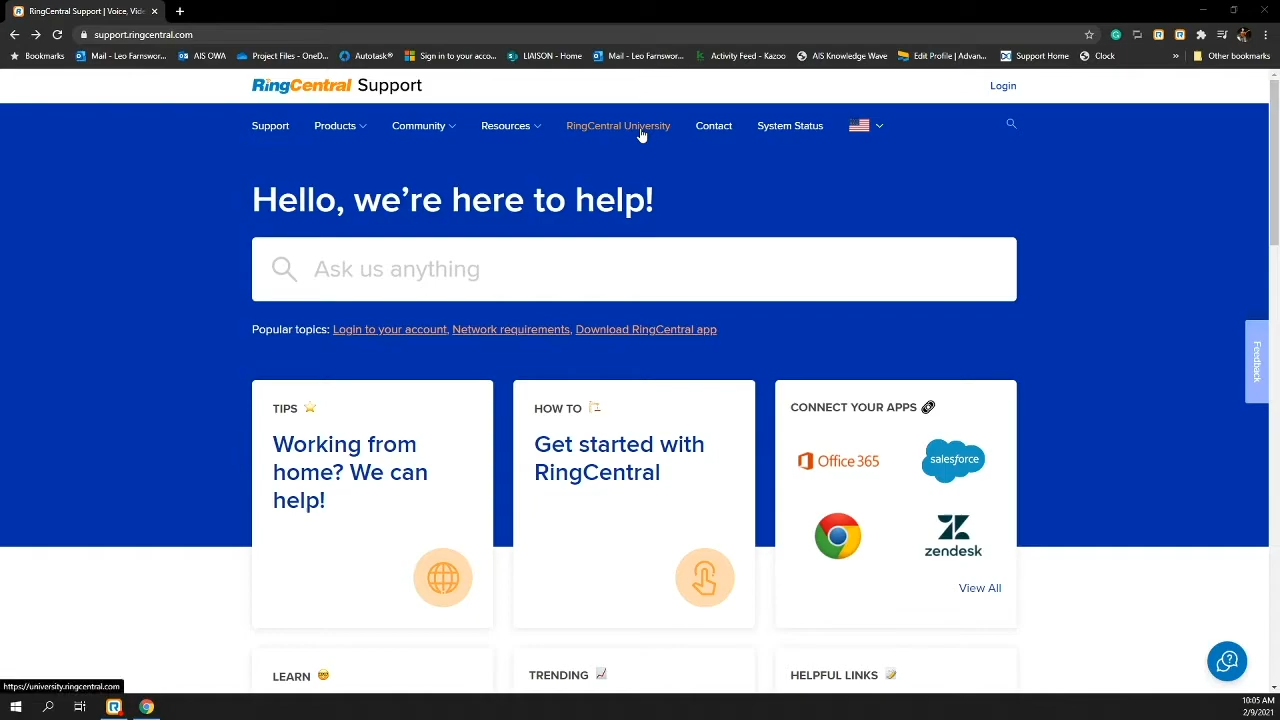 RingCentral Support | Voice, Vide
support.ringcentral.com
Bookmarks
Mail - Leo Farnswor...
AIS OWA
Project Files - OneD...
Autotask®
Sign in to your acco...
LIAISON - Home
Mail - Leo Farnswor...
Activity Feed - Kazoo
AIS Knowledge Wave
Edit Profile | Advan...
Support Home
Clock
»
Other bookmarks
RingCentral Support
Login
Support
Products
Community
Resources
RingCentral University
Contact
System Status
Hello, we’re here to help!
Ask us anything
Popular topics: Login to your account, Network requirements, Download RingCentral app
Feedback
TIPS
Working from
home? We can
help!
HOW TO
Get started with
RingCentral
CONNECT YOUR APPS
Office 365
salesforce
zendesk
View All
LEARN
TRENDING
HELPFUL LINKS
https://university.ringcentral.com
10:05 AM
2/9/2021